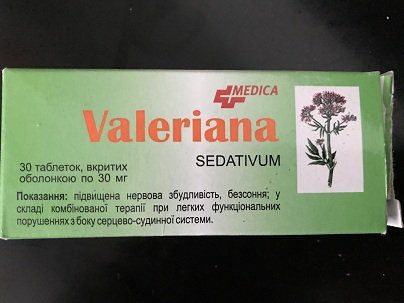 MEDICA
Valeriana
SEDATIVUM
30 таблеток, вкритих
оболонкою по 30 мг
Показання: підвищена нервова збудливість, безсоння; у
складі комбінованої терапії при легких функціональних
порушеннях з боку серцево-судинної системи.